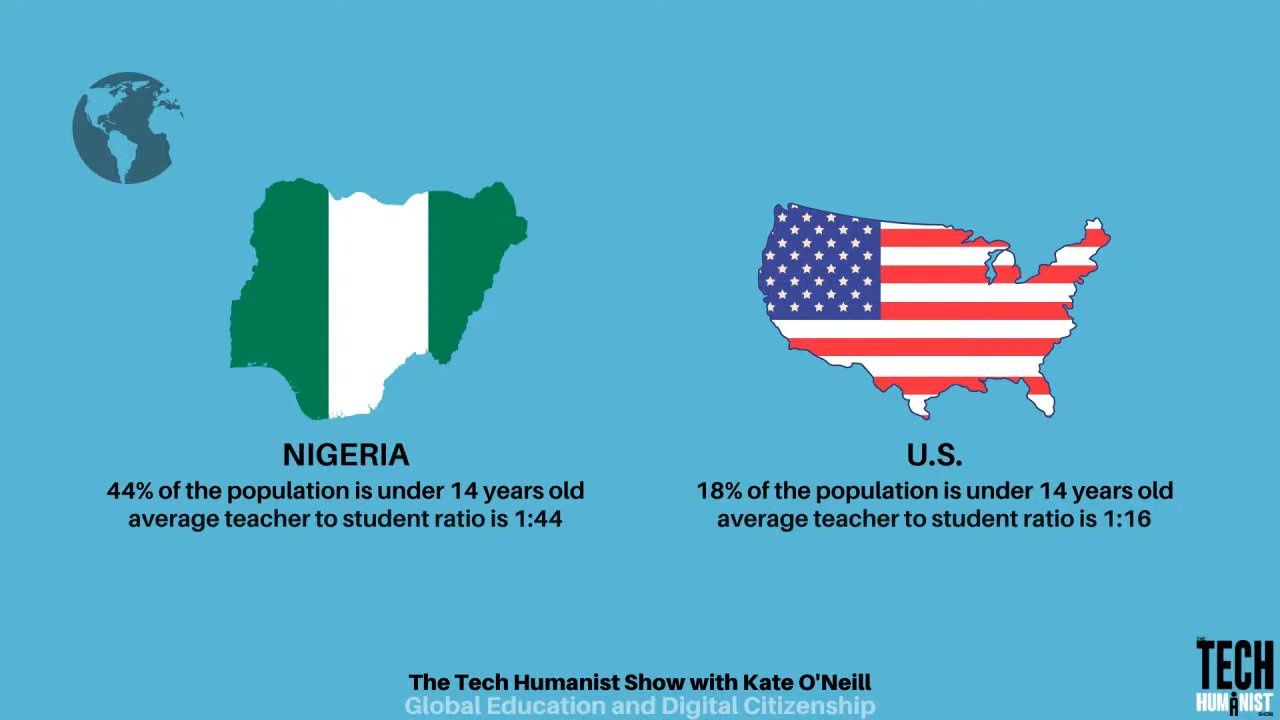 NIGERIA
44% of the population is under 14 years old
average teacher to student ratio is 1:44
U.S.
18% of the population is under 14 years old
average teacher to student ratio is 1:16
The Tech Humanist Show with Kate O'Neill
Global Education and Digital Citizenship
THE
TECH
HUMANIST
SHOW